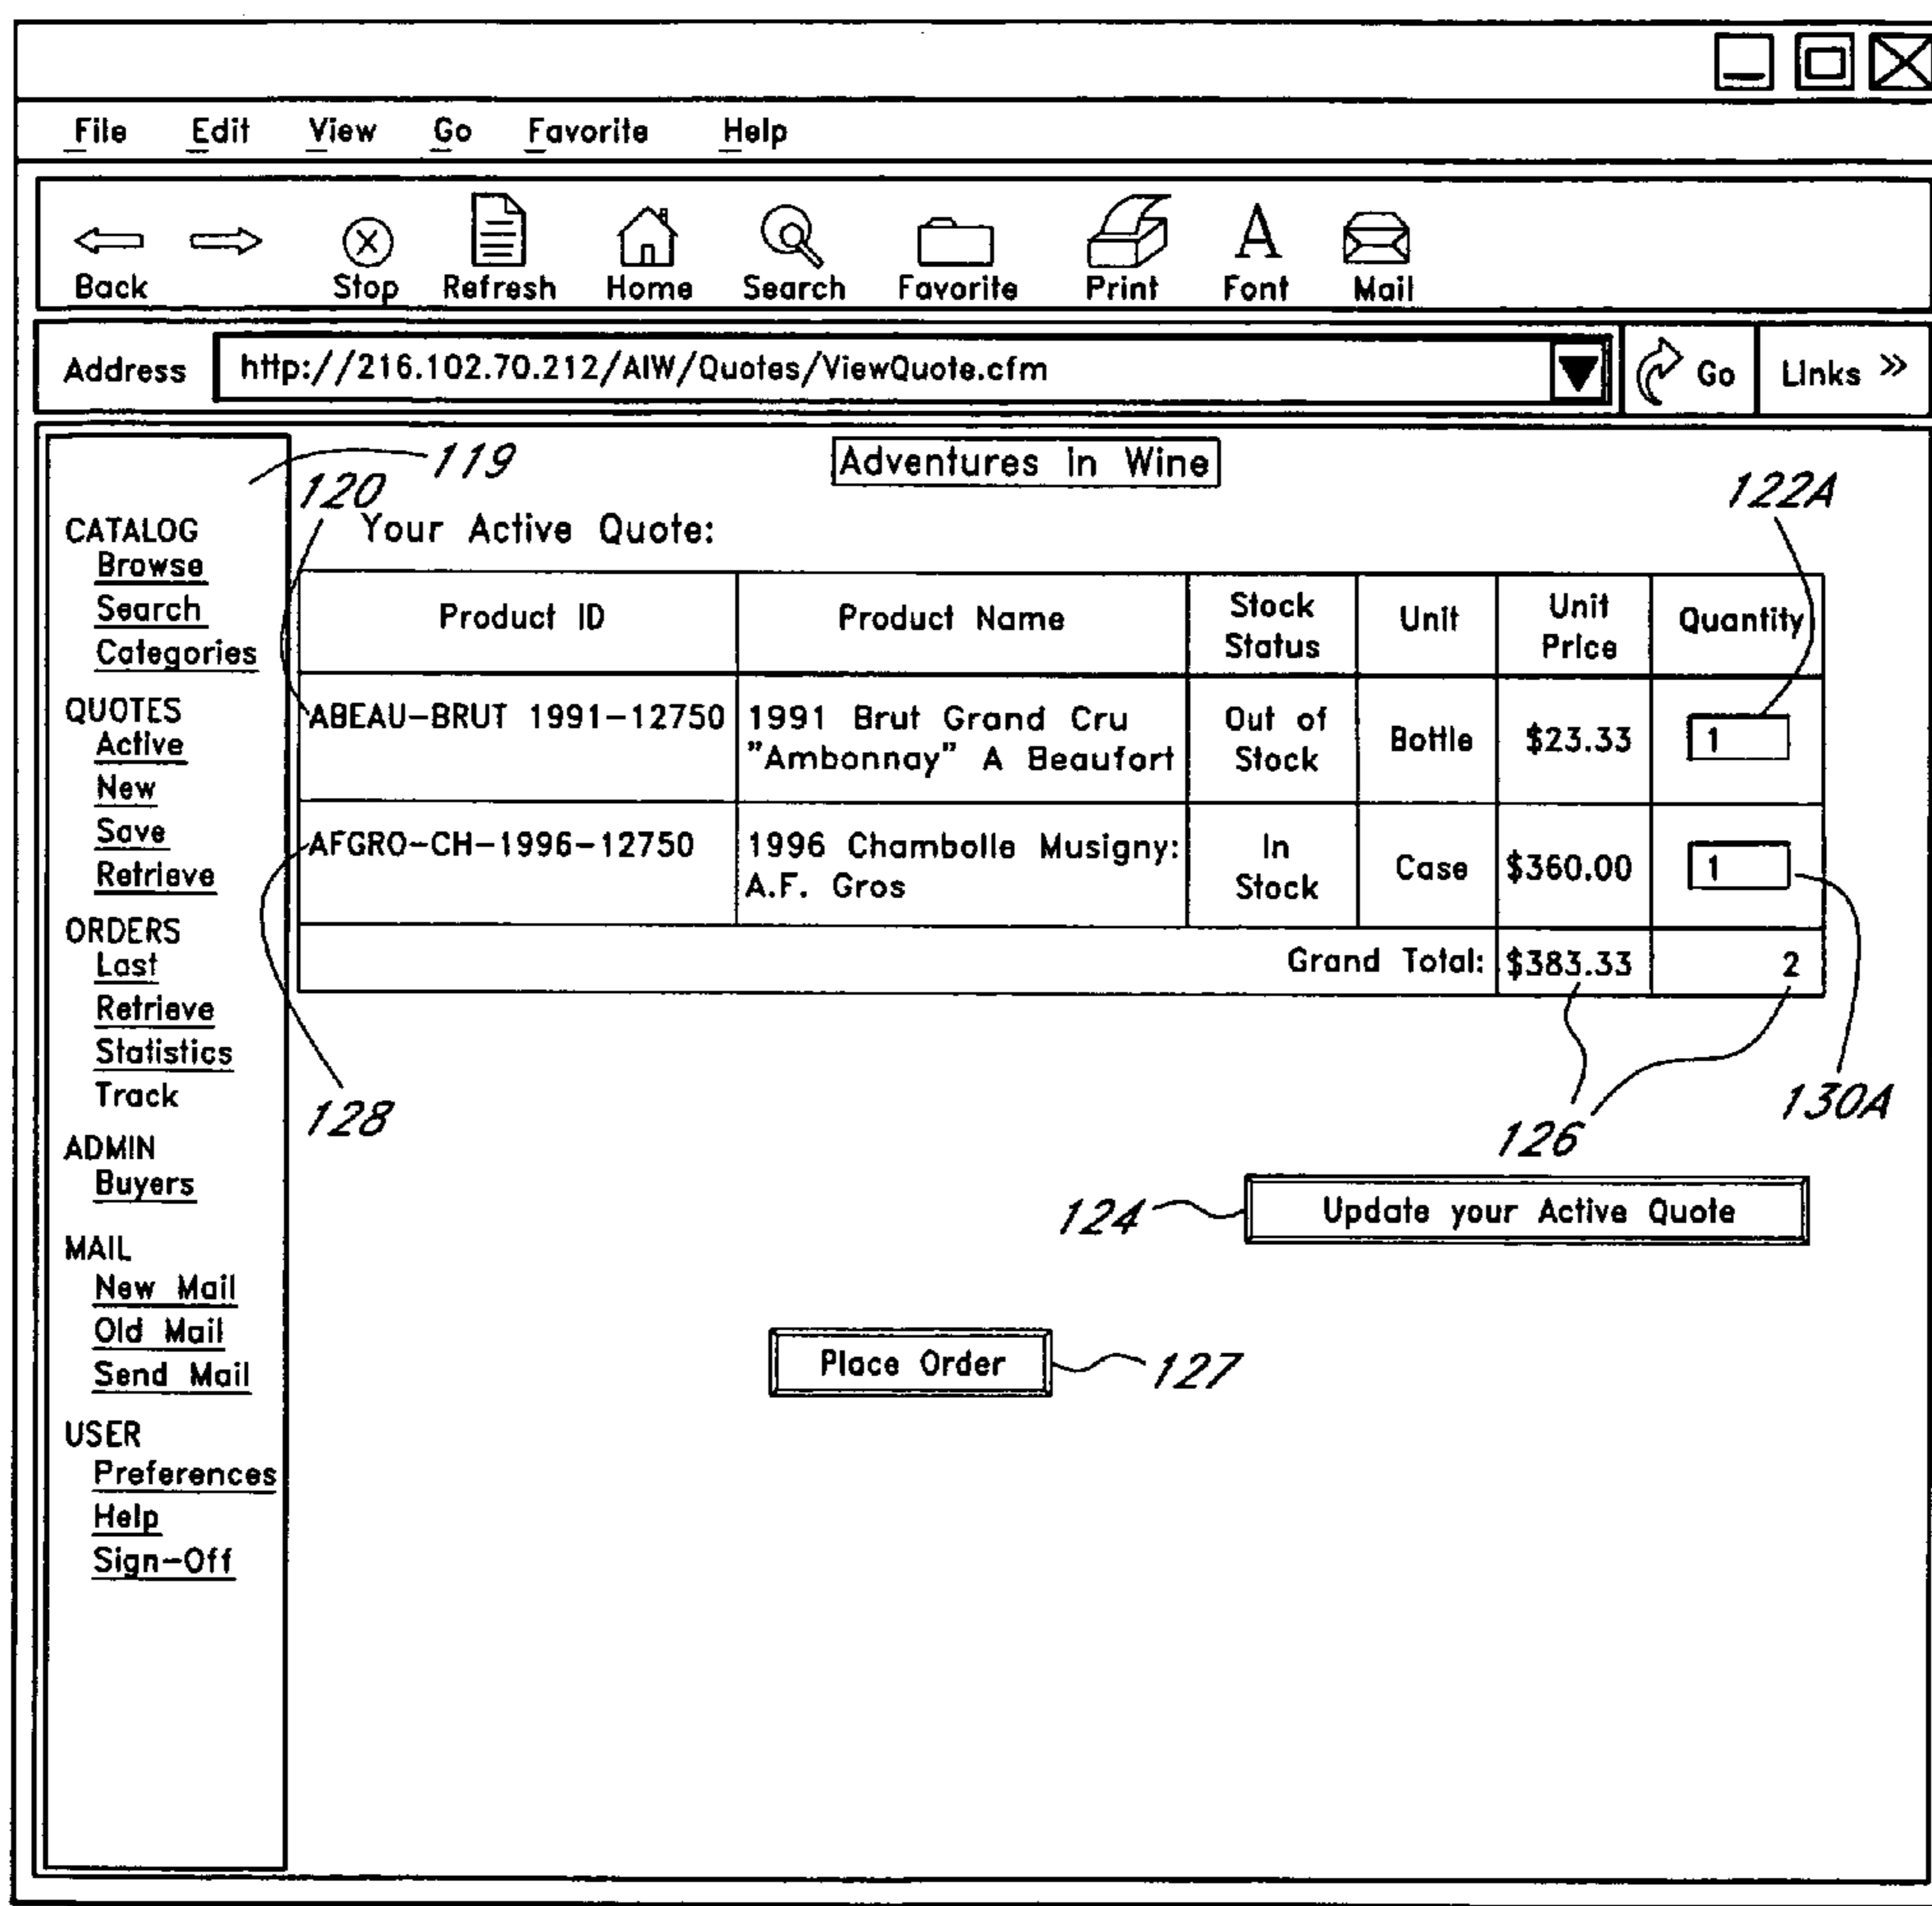 File Edit View Go Favorite Help
Back Stop Refresh Home Search Favorite Print Font Mail
Address http://216.102.70.212/AIW/Quotes/ViewQuote.cfm Go Links »
119
Adventures in Wine
120
122A
Your Active Quote:
CATALOG
Browse
Search
Categories
QUOTES
Active
New
Save
Retrieve
ORDERS
Last
Retrieve
Statistics
Track
ADMIN
Buyers
MAIL
New Mail
Old Mail
Send Mail
USER
Preferences
Help
Sign-Off
Product ID Product Name Stock Status Unit Unit Price Quantity
ABEAU-BRUT 1991-12750 1991 Brut Grand Cru Out of
"Ambonnay" A Beaufort Stock Bottle $23.33 1
AFGRO-CH-1996-12750 1996 Chambolle Musigny: In
A.F. Gros Stock Case $360.00 1
Grand Total: $383.33 2
128
126
130A
124 Update your Active Quote
Place Order 127